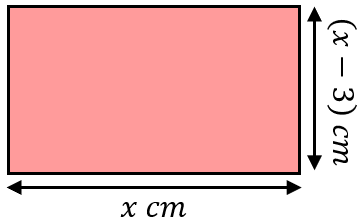 (x − 3) cm
x cm